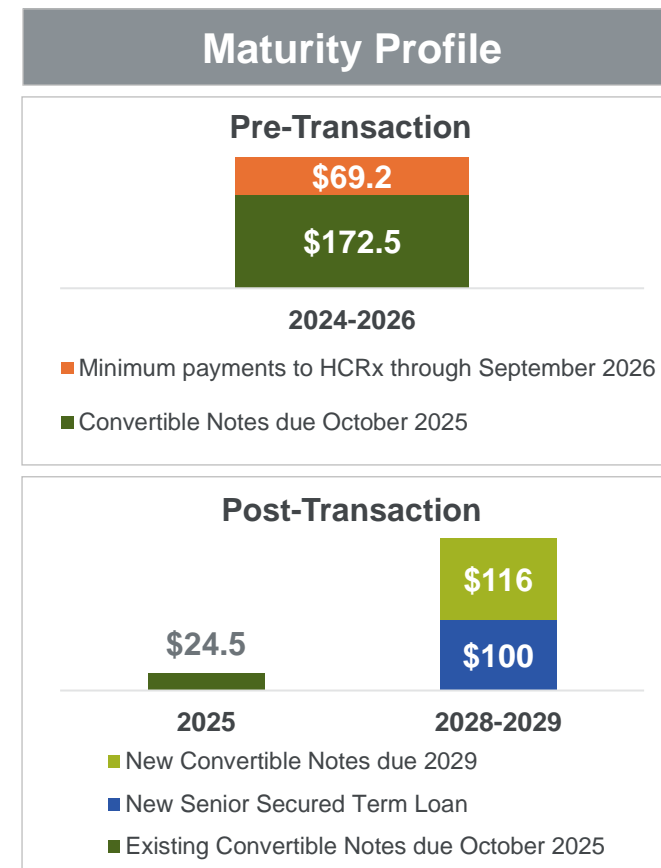 Maturity Profile
Pre-Transaction
$69.2
$172.5
2024-2026
Minimum payments to HCRx through September 2026
Convertible Notes due October 2025
Post-Transaction
$116
$24.5
$100
2025 2028-2029
New Convertible Notes due 2029
New Senior Secured Term Loan
Existing Convertible Notes due October 2025